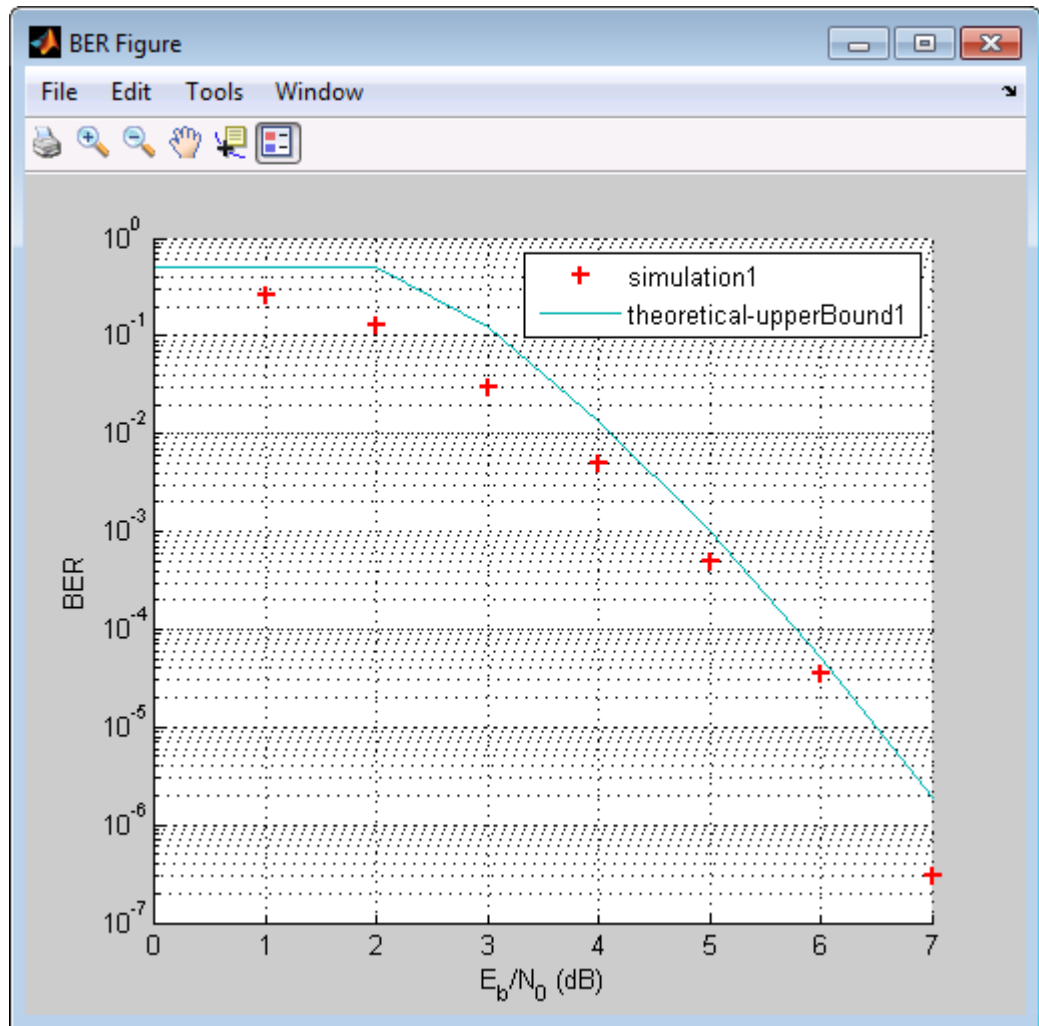 BER Figure
File Edit Tools Window
simulation1
theoretical-upperBound1
10^0
10^-1
10^-2
10^-3
10^-4
10^-5
10^-6
10^-7
BER
0 1 2 3 4 5 6 7
E_b/N_0 (dB)